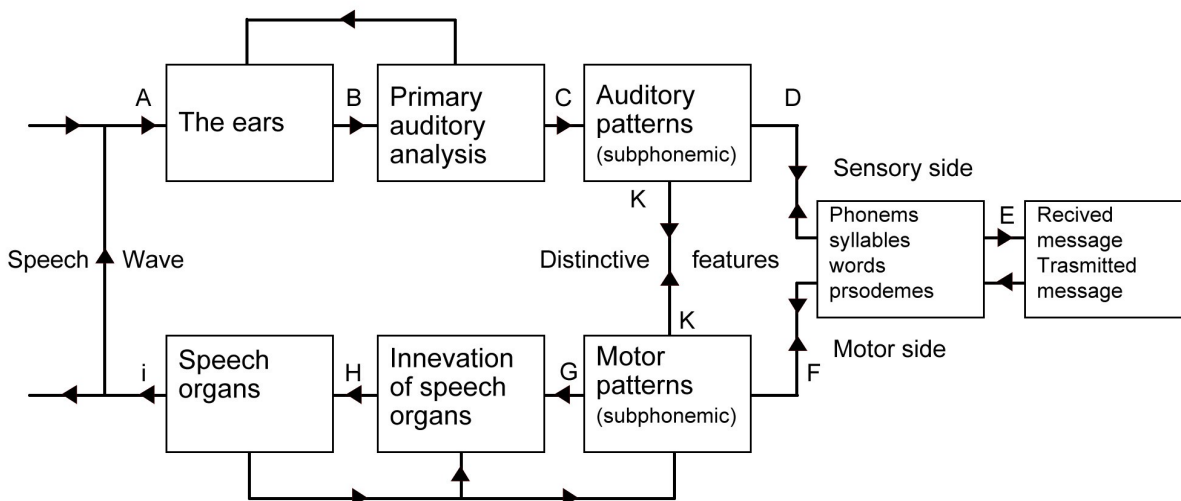 A
The ears
B
Primary
auditory
analysis
C
Auditory
patterns
(subphonemic)
D
Sensory side
K
Speech Wave
Distinctive features
Phonems
syllables
words
prsodemes
E
Recived
message
Trasmitted
message
K
Motor side
i
Speech
organs
H
Innevation
of speech
organs
G
Motor
patterns
(subphonemic)
F